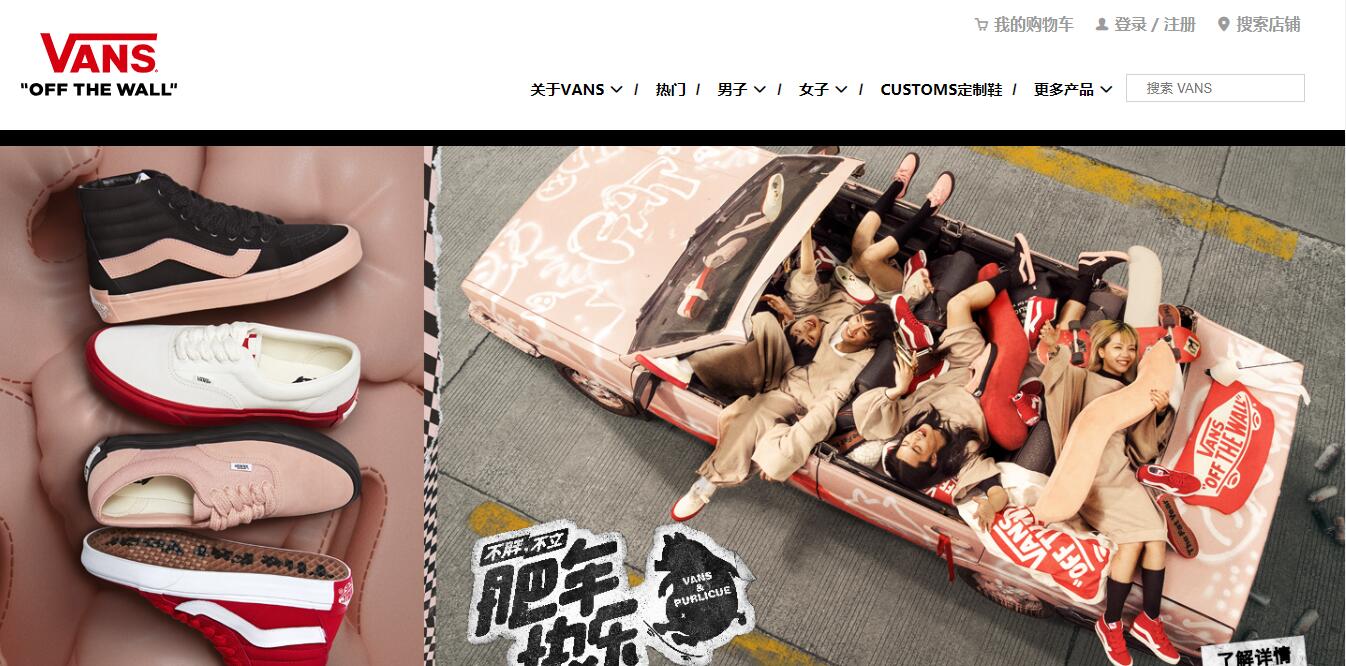 我的购物车 登录 / 注册 搜索店铺
VANS
"OFF THE WALL"
关于VANS / 热门 / 男子 / 女子 / CUSTOMS定制鞋 / 更多产品 搜索 VANS
VANS
"OFF THE WALL"
VANS
"OFF
不胖,不立
肥年
快乐
VANS
&
PURLICUE
了解详情